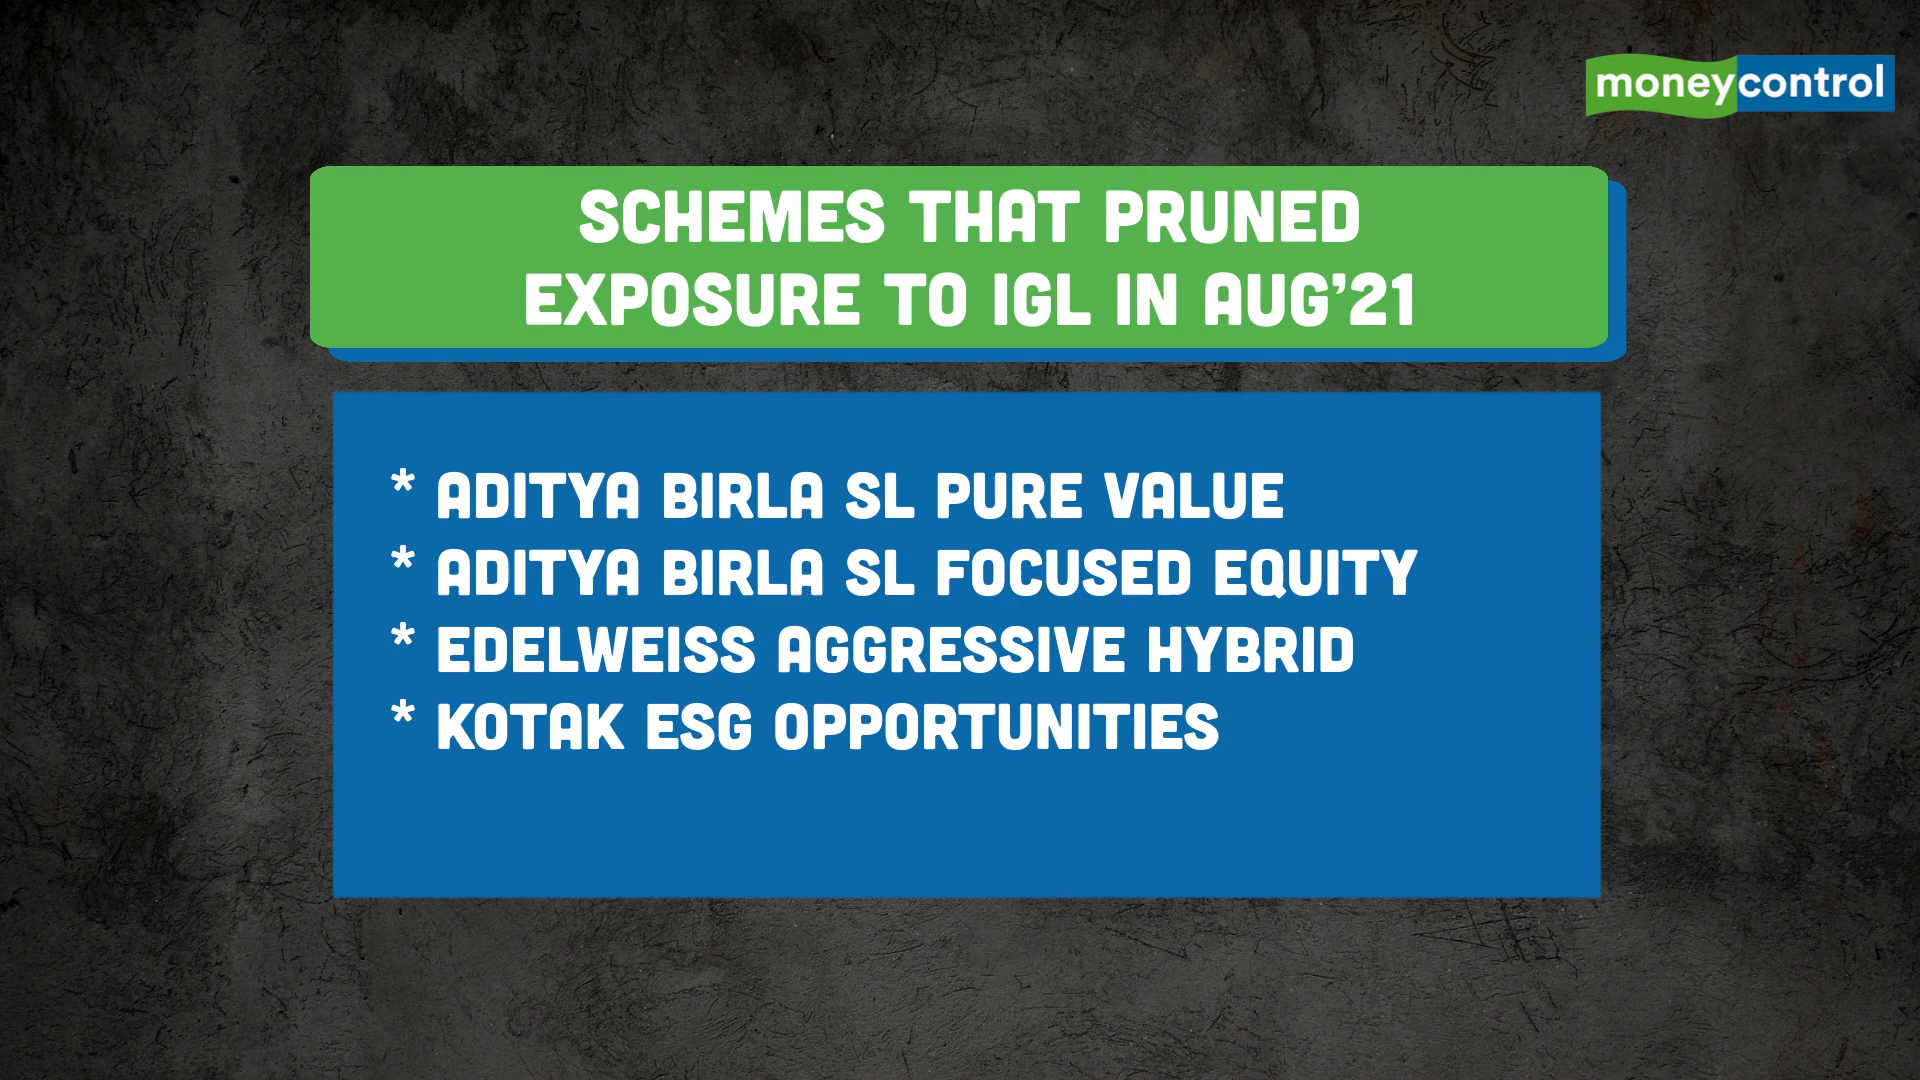 moneycontrol
SCHEMES THAT PRUNED
EXPOSURE TO IGL IN AUG'21
* ADITYA BIRLA SL PURE VALUE
* ADITYA BIRLA SL FOCUSED EQUITY
* EDELWEISS AGGRESSIVE HYBRID
* KOTAK ESG OPPORTUNITIES